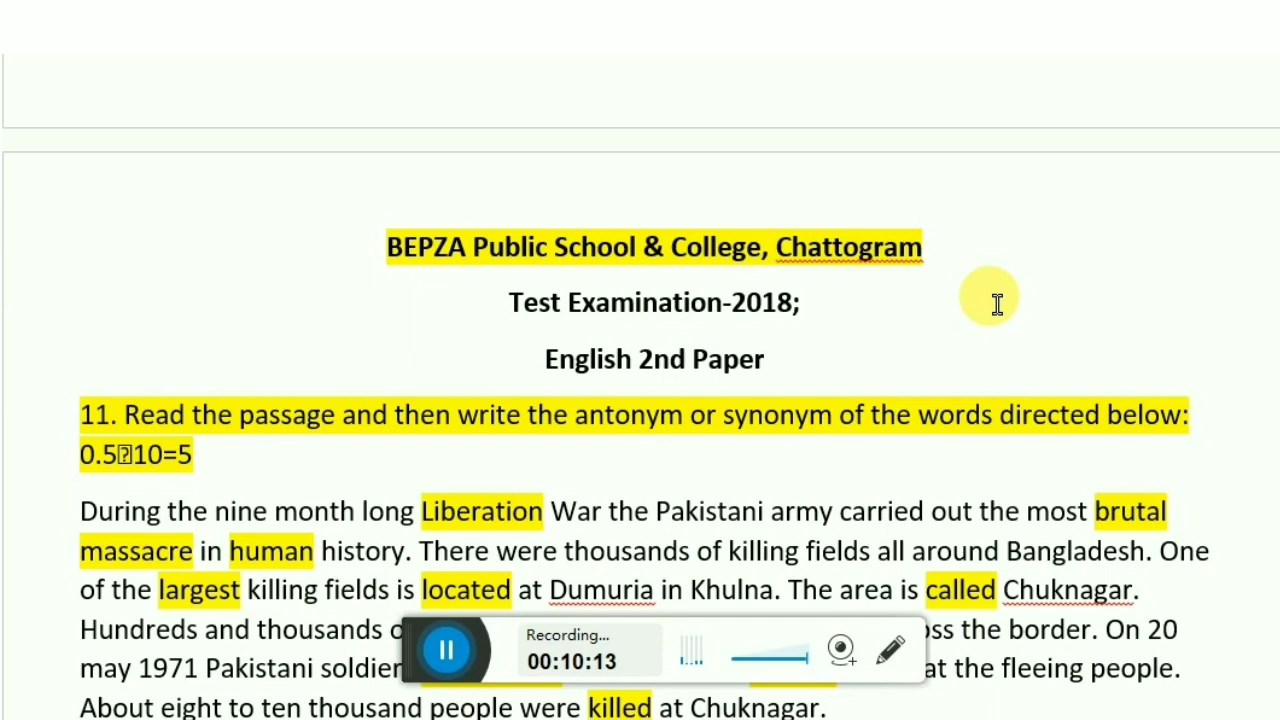 BEPZA Public School & College, Chattogram
Test Examination-2018;
English 2nd Paper
11. Read the passage and then write the antonym or synonym of the words directed below:
0.5⍰10=5
During the nine month long Liberation War the Pakistani army carried out the most brutal
massacre in human history. There were thousands of killing fields all around Bangladesh. One
of the largest killing fields is located at Dumuria in Khulna. The area is called Chuknagar.
Hundreds and thousands the border. On 20
may 1971 Pakistani at the fleeing people.
About eight to ten thousand people were killed at Chuknagar.
Recording...
00:10:13